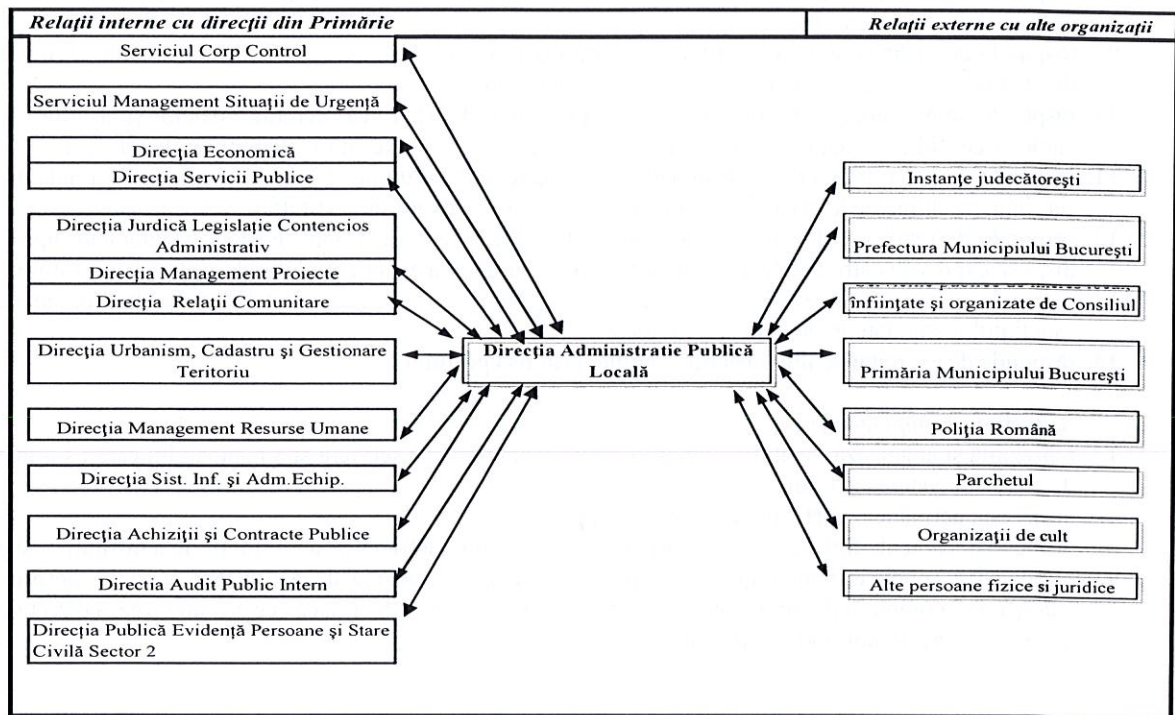 Relaţii interne cu direcţii din Primărie
Relaţii externe cu alte organizaţii
Serviciul Corp Control
Serviciul Management Situaţii de Urgenţă
Direcţia Economică
Direcţia Servicii Publice
Direcţia Jurdică Legislaţie Contencios
Administrativ
Direcţia Management Proiecte
Direcţia Relaţii Comunitare
Direcţia Urbanism, Cadastru şi Gestionare
Teritoriu
Direcţia Management Resurse Umane
Direcţia Sist. Inf. şi Adm.Echip.
Direcţia Achiziţii şi Contracte Publice
Directia Audit Public Intern
Direcţia Publică Evidenţă Persoane şi Stare
Civilă Sector 2
Direcţia Administratie Publică
Locală
Instanţe judecătoreşti
Prefectura Municipiului Bucureşti
înfiinţate şi organizate de Consiliul
Primăria Municipiului Bucureşti
Poliţia Română
Parchetul
Organizaţii de cult
Alte persoane fizice si juridice